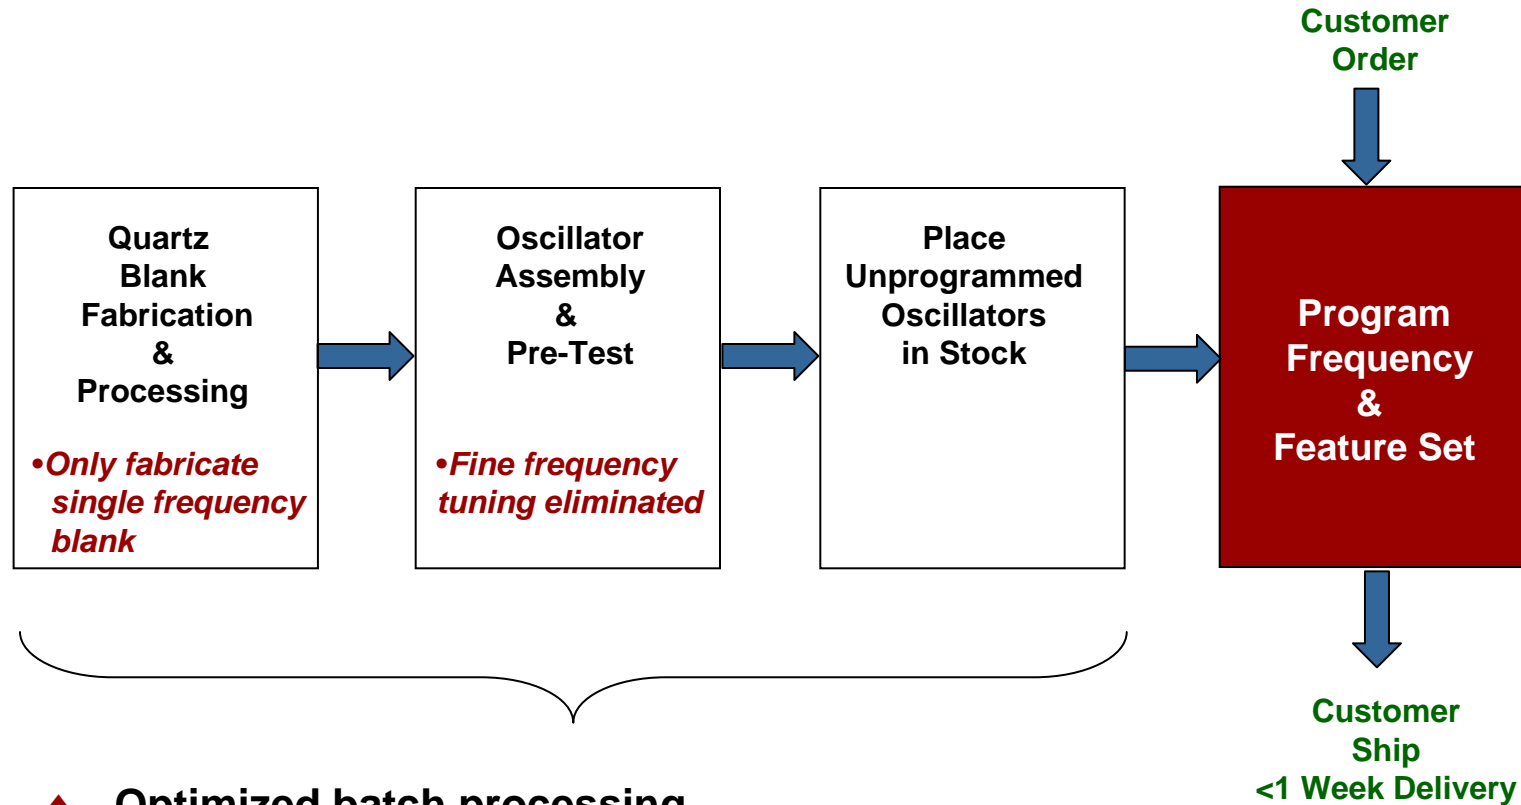 Customer
Order
Quartz
Blank
Fabrication
&
Processing
•Only fabricate
single frequency
blank
Oscillator
Assembly
&
Pre-Test
•Fine frequency
tuning eliminated
Place
Unprogrammed
Oscillators
in Stock
Program
Frequency
&
Feature Set
Customer
Ship
<1 Week Delivery
Optimized batch processing